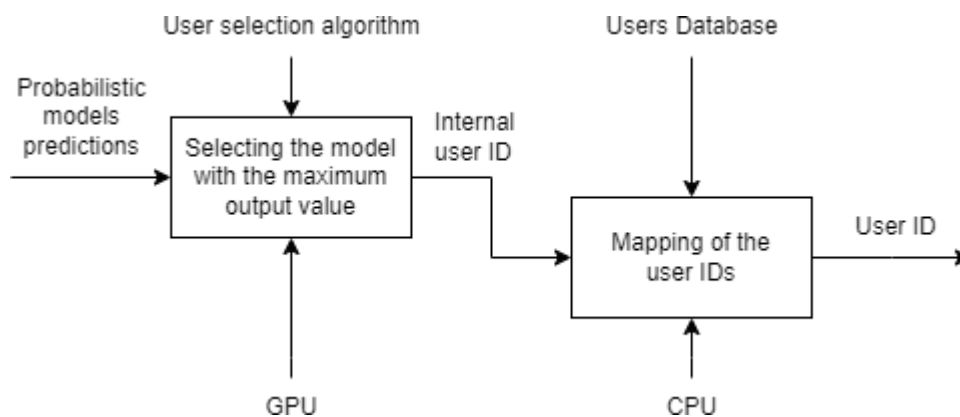 User selection algorithm
Users Database
Probabilistic
models
predictions
Selecting the model
with the maximum
output value
Internal
user ID
Mapping of the
user IDs
User ID
GPU
CPU